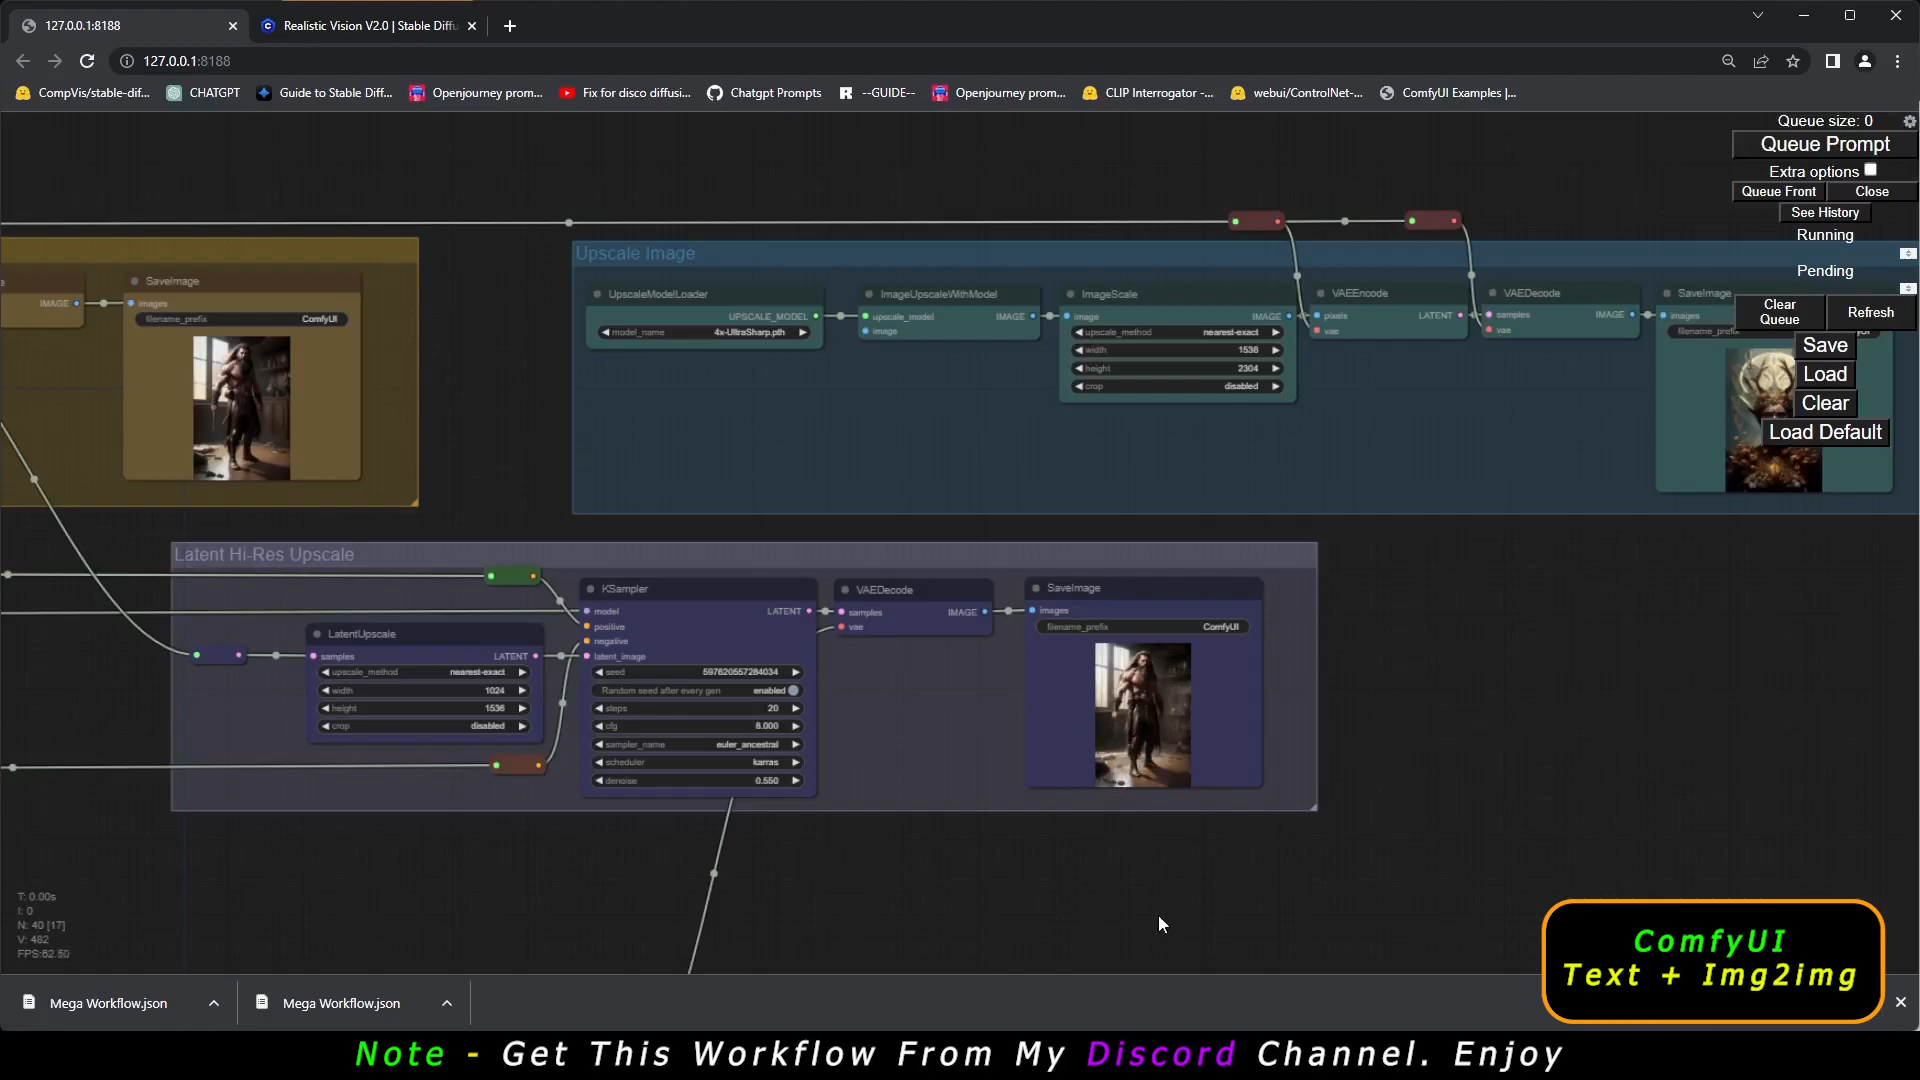 127.0.0.1:8188
Realistic Vision V2.0 | Stable Diffu
127.0.0.1:8188
CompVis/stable-dif...
CHATGPT
Guide to Stable Diff...
Openjourney prom...
Fix for disco diffusi...
Chatgpt Prompts
--GUIDE--
Openjourney prom...
CLIP Interrogator -...
webui/ControlNet-...
ComfyUI Examples |...
Queue size: 0
Queue Prompt
Extra options
Queue Front
Close
See History
Running
Pending
Clear
Queue
Refresh
Save
Load
Clear
Load Default
IMAGE
SaveImage
images
filename_prefix
ComfyUI
Upscale Image
UpscaleModelLoader
UPSCALE_MODEL
model_name
4x-UltraSharp.pth
ImageUpscaleWithModel
upscale_model
IMAGE
image
ImageScale
image
IMAGE
upscale_method
nearest-exact
width
1536
height
2304
crop
disabled
VAEEncode
pixels
LATENT
vae
VAEDecode
samples
IMAGE
vae
SaveImage
images
Latent Hi-Res Upscale
LatentUpscale
samples
LATENT
upscale_method
nearest-exact
width
1024
height
1536
crop
disabled
KSampler
model
LATENT
positive
negative
latent_image
seed
597620557284034
Random seed after every gen
enabled
steps
20
cfg
8.000
sampler_name
euler_ancestral
scheduler
karras
denoise
0.550
VAEDecode
samples
IMAGE
vae
SaveImage
images
filename_prefix
ComfyUI
T: 0.00s
I: 0
N: 40 [17]
V: 482
FPS:62.50
ComfyUI
Text + Img2img
Mega Workflow.json
Mega Workflow.json
Note - Get This Workflow From My Discord Channel. Enjoy